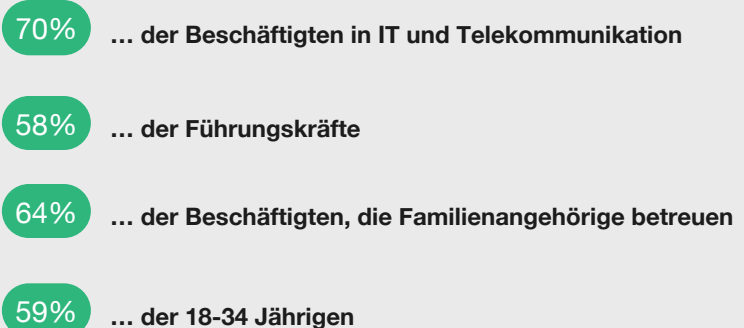 70% … der Beschäftigten in IT und Telekommunikation
58% … der Führungskräfte
64% … der Beschäftigten, die Familienangehörige betreuen
59% … der 18-34 Jährigen